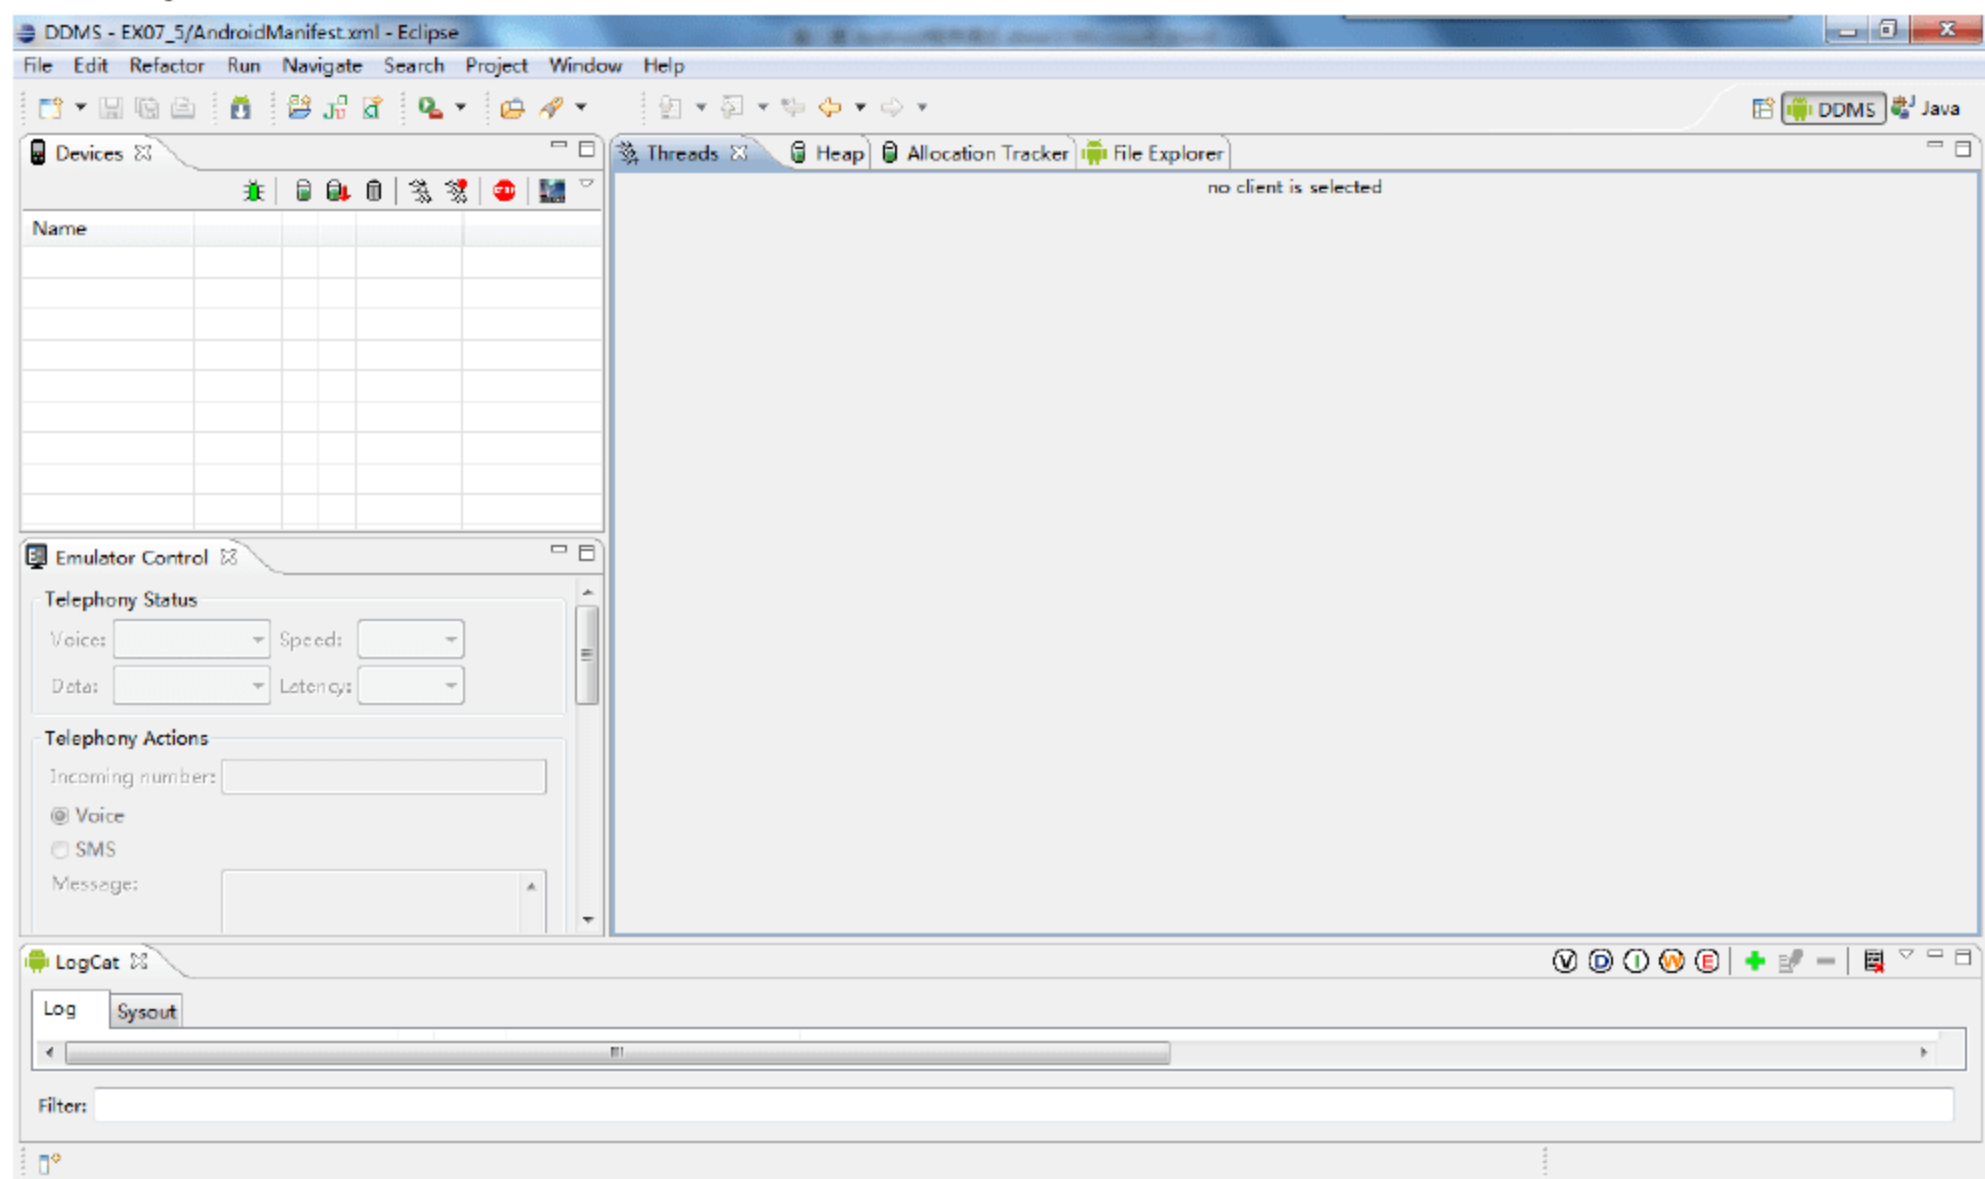 DDMS - EX07_5/AndroidManifest.xml - Eclipse
File Edit Refactor Run Navigate Search Project Window Help
DDMS Java
Devices
Threads Heap Allocation Tracker File Explorer
no client is selected
Name
Emulator Control
Telephony Status
Voice: Speed:
Data: Latency:
Telephony Actions
Incoming number:
Voice
SMS
Message:
LogCat
V D I W E
Log Sysout
Filter: